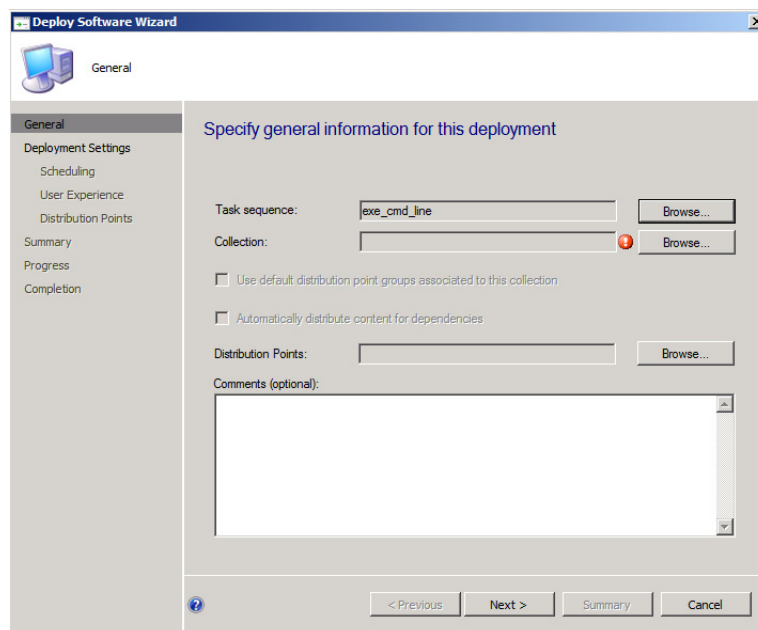 Deploy Software Wizard
General
General
Deployment Settings
Scheduling
User Experience
Distribution Points
Summary
Progress
Completion
Specify general information for this deployment
Task sequence: exe_cmd_line Browse...
Collection: Browse...
Use default distribution point groups associated to this collection
Automatically distribute content for dependencies
Distribution Points: Browse...
Comments (optional):
< Previous Next > Summary Cancel